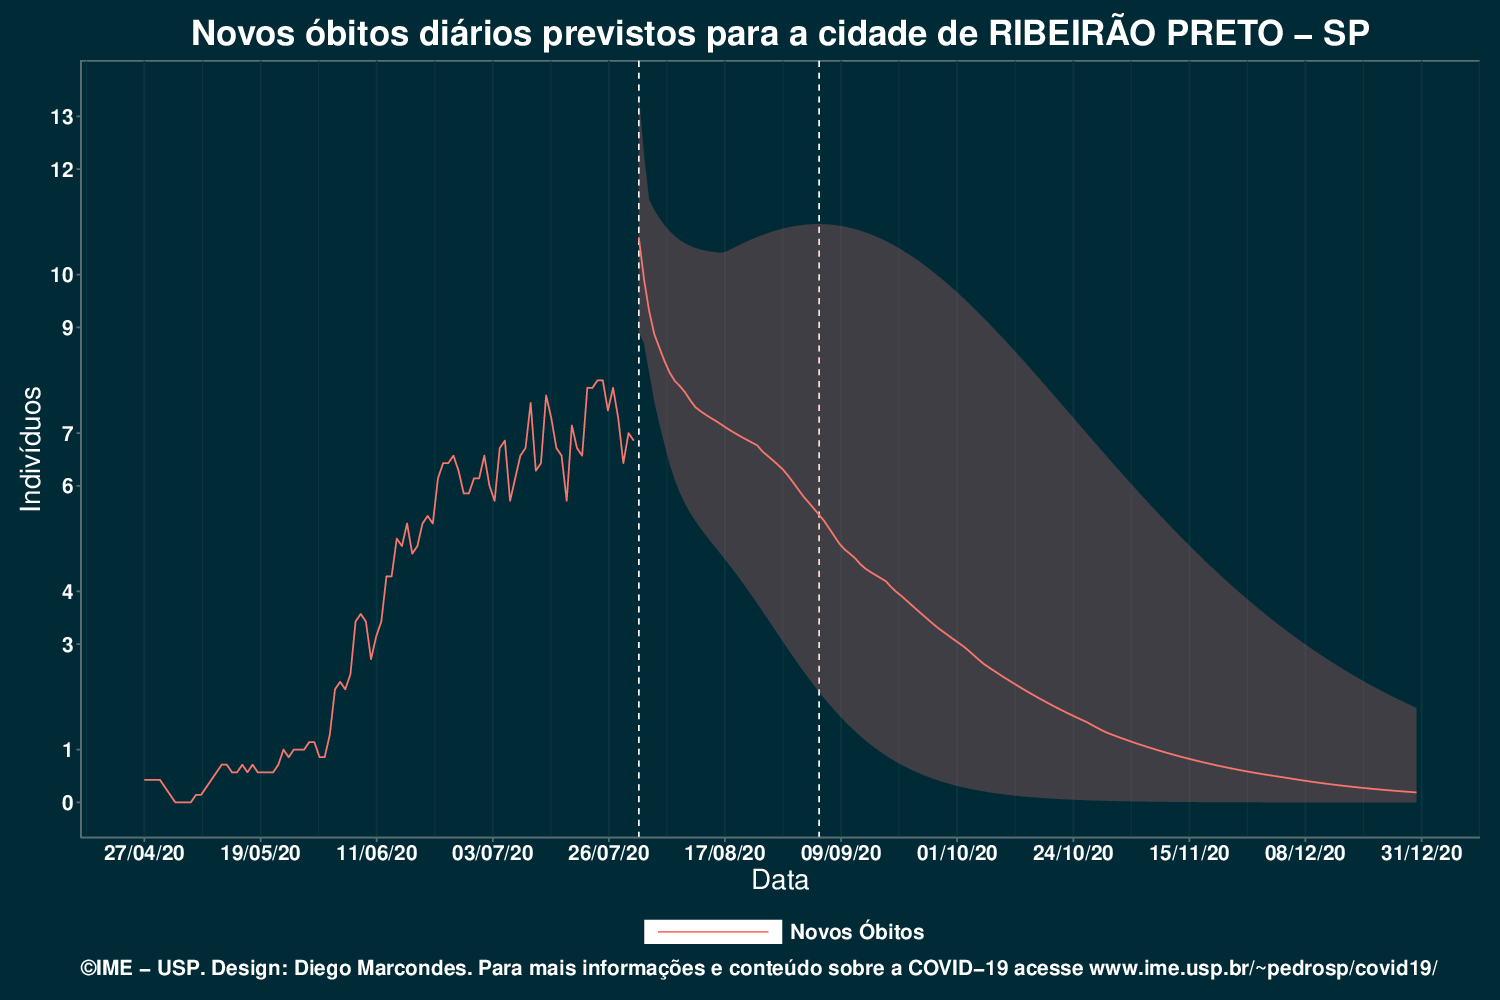 Novos óbitos diários previstos para a cidade de RIBEIRÃO PRETO – SP
Indivíduos
13
12
10
9
7
6
4
3
1
0
27/04/20 19/05/20 11/06/20 03/07/20 26/07/20 17/08/20 09/09/20 01/10/20 24/10/20 15/11/20 08/12/20 31/12/20
Data
Novos Óbitos
©IME – USP. Design: Diego Marcondes. Para mais informações e conteúdo sobre a COVID–19 acesse www.ime.usp.br/~pedrosp/covid19/